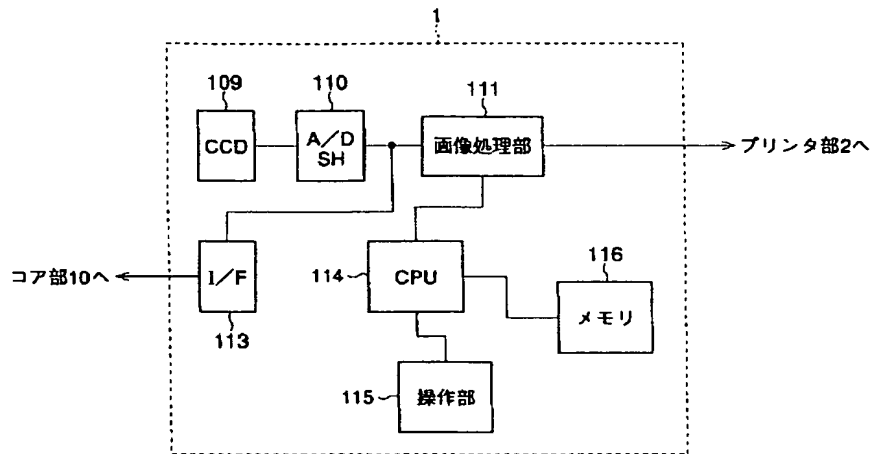 1
109
110
111
CCD
A/D
SH
画像処理部
プリンタ部2へ
コア部10へ
I/F
113
114
CPU
116
メモリ
115
操作部